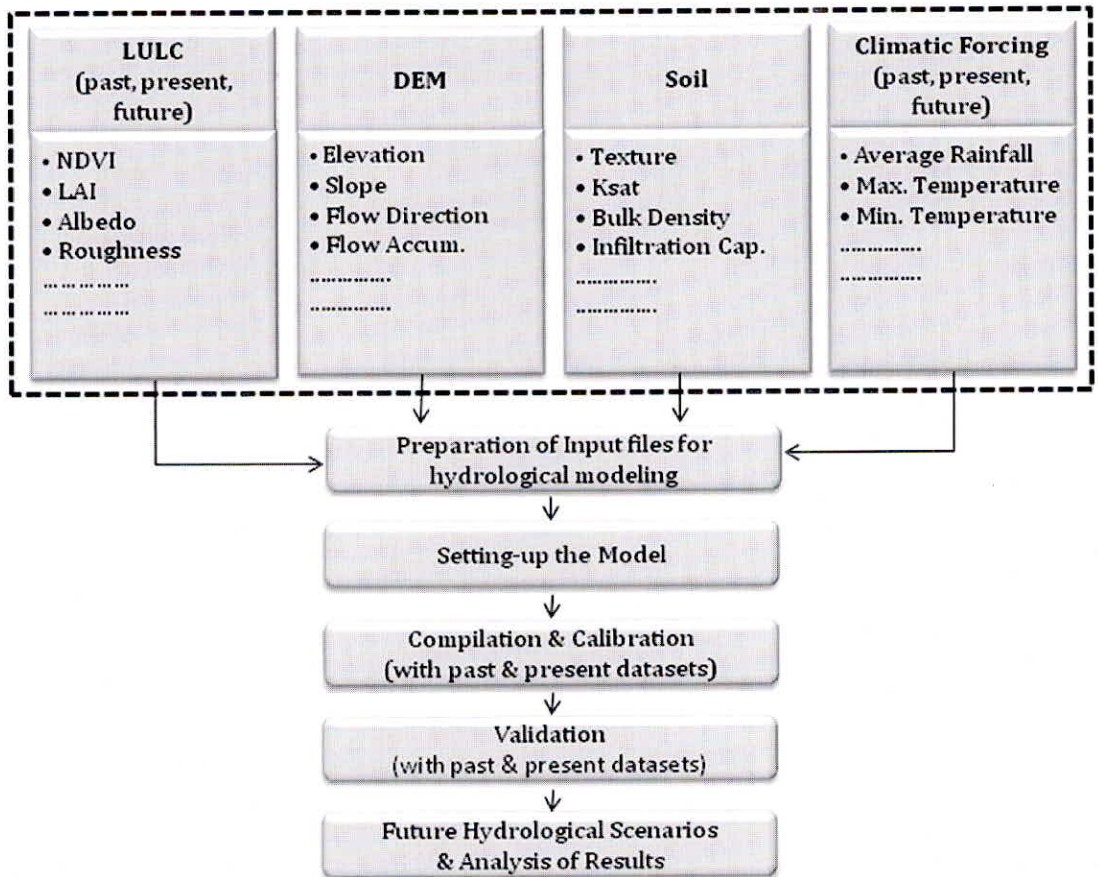 LULC
(past, present,
future)
• NDVI
• LAI
• Albedo
• Roughness
... ... ... ... ...
... ... ... ... ...
DEM
• Elevation
• Slope
• Flow Direction
• Flow Accum.
................
................
Soil
• Texture
• Ksat
• Bulk Density
• Infiltration Cap.
................
................
Climatic Forcing
(past, present,
future)
• Average Rainfall
• Max. Temperature
• Min. Temperature
................
................
Preparation of Input files for
hydrological modeling
Setting-up the Model
Compilation & Calibration
(with past & present datasets)
Validation
(with past & present datasets)
Future Hydrological Scenarios
& Analysis of Results